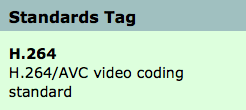 Standards Tag
H.264
H.264/AVC video coding
standard